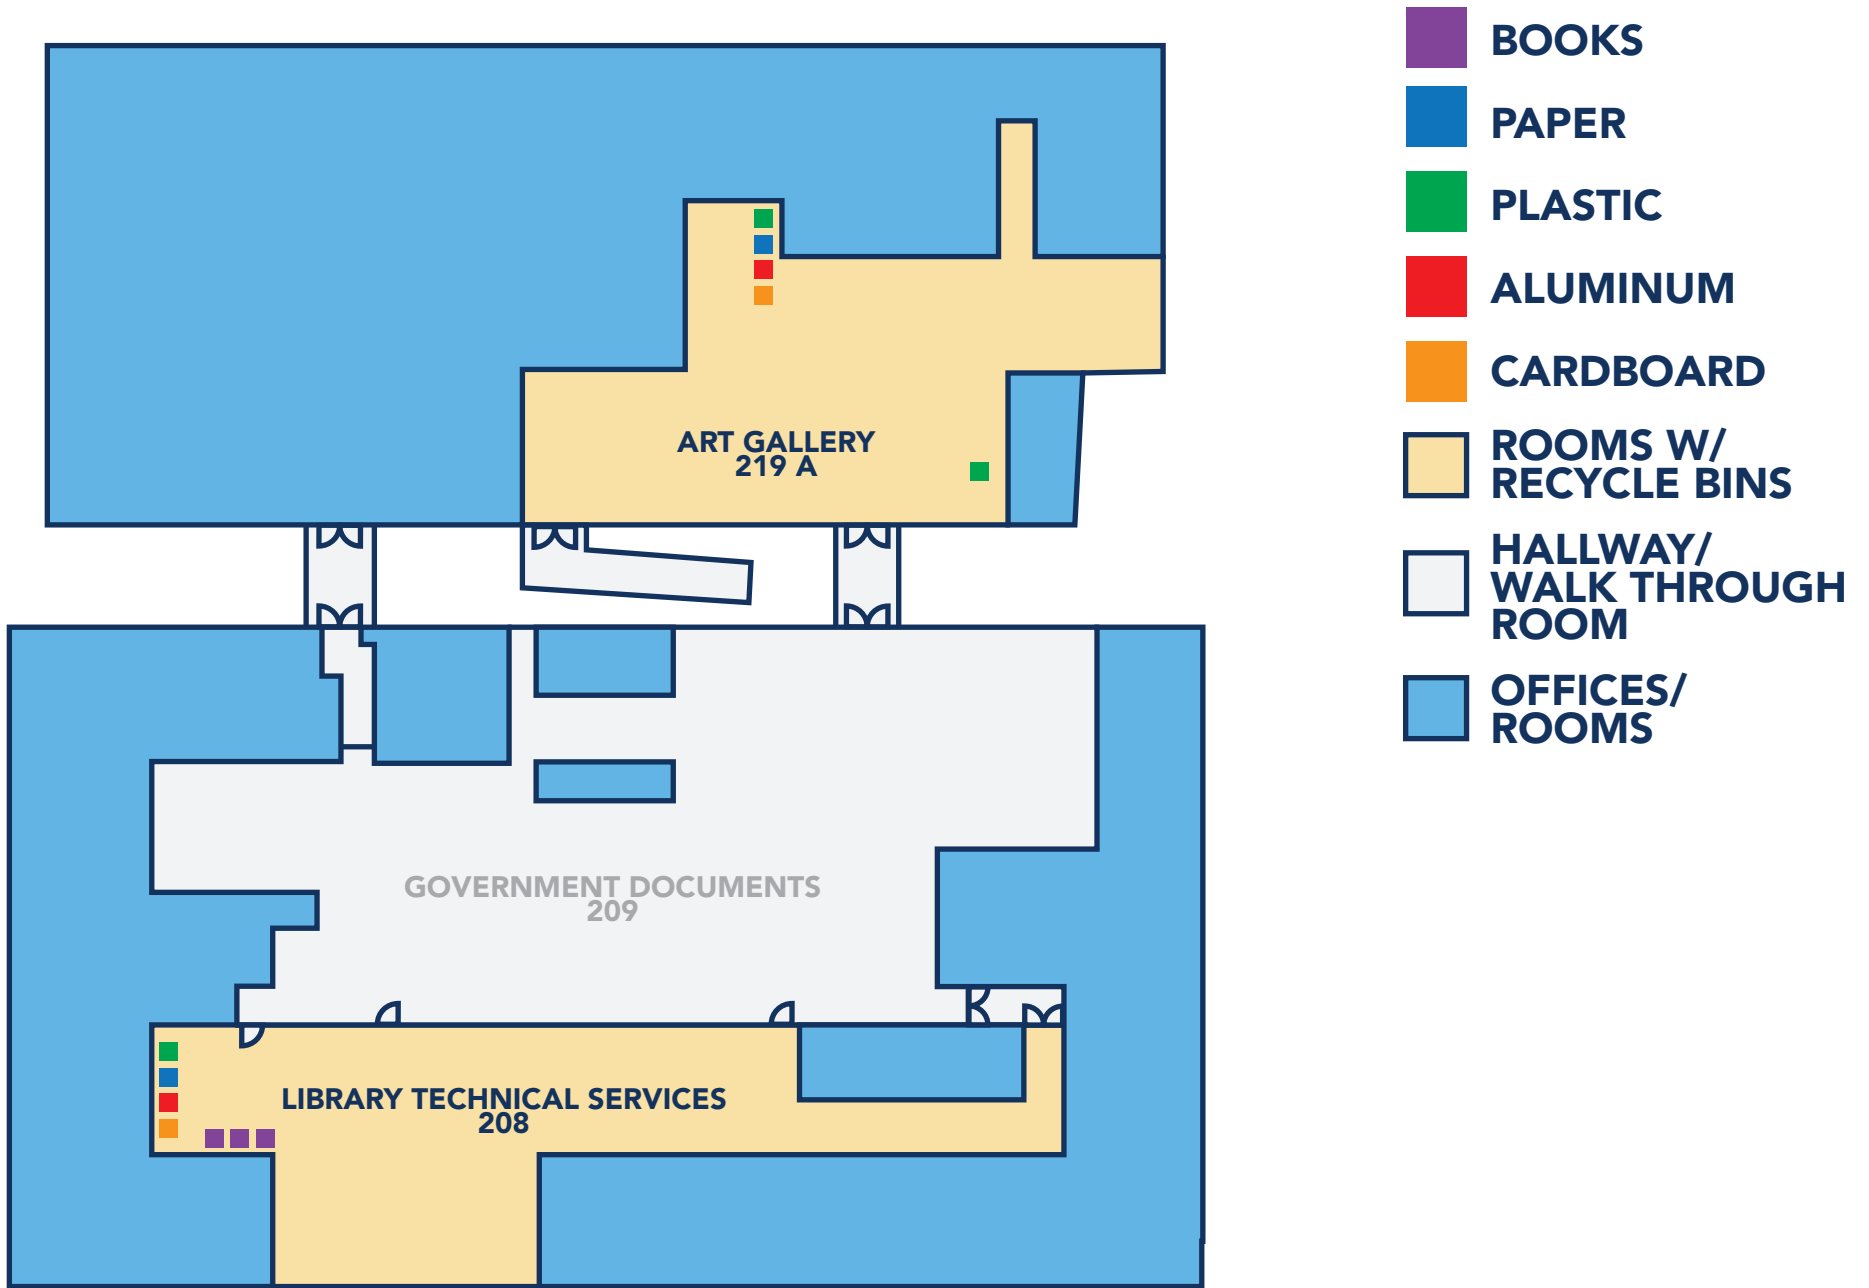 BOOKS
PAPER
PLASTIC
ALUMINUM
CARDBOARD
ROOMS W/
RECYCLE BINS
HALLWAY/
WALK THROUGH
ROOM
OFFICES/
ROOMS
ART GALLERY
219 A
GOVERNMENT DOCUMENTS
209
LIBRARY TECHNICAL SERVICES
208